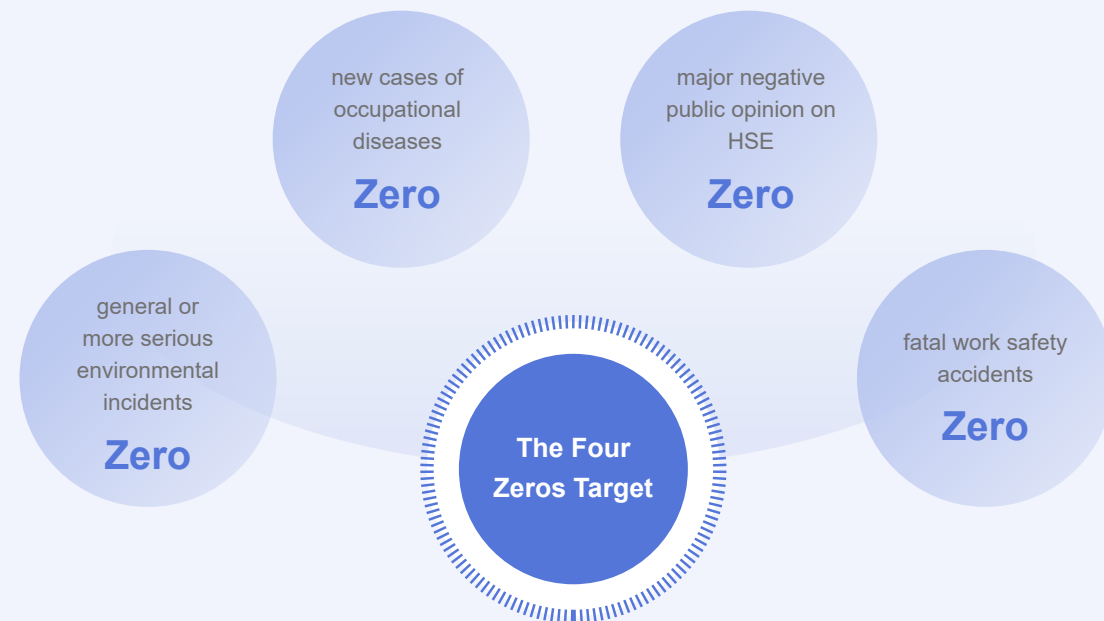 new cases of
occupational
diseases
Zero
major negative
public opinion on
HSE
Zero
general or
more serious
environmental
incidents
Zero
fatal work safety
accidents
Zero
The Four
Zeros Target